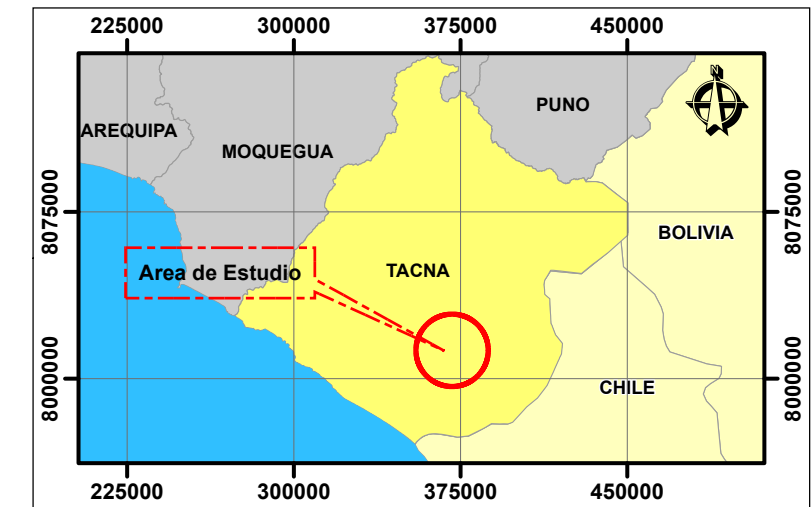 225000 300000 375000 450000
N
PUNO
AREQUIPA
MOQUEGUA
8075000 8075000
BOLIVIA
Area de Estudio TACNA
8000000 8000000
CHILE
225000 300000 375000 450000